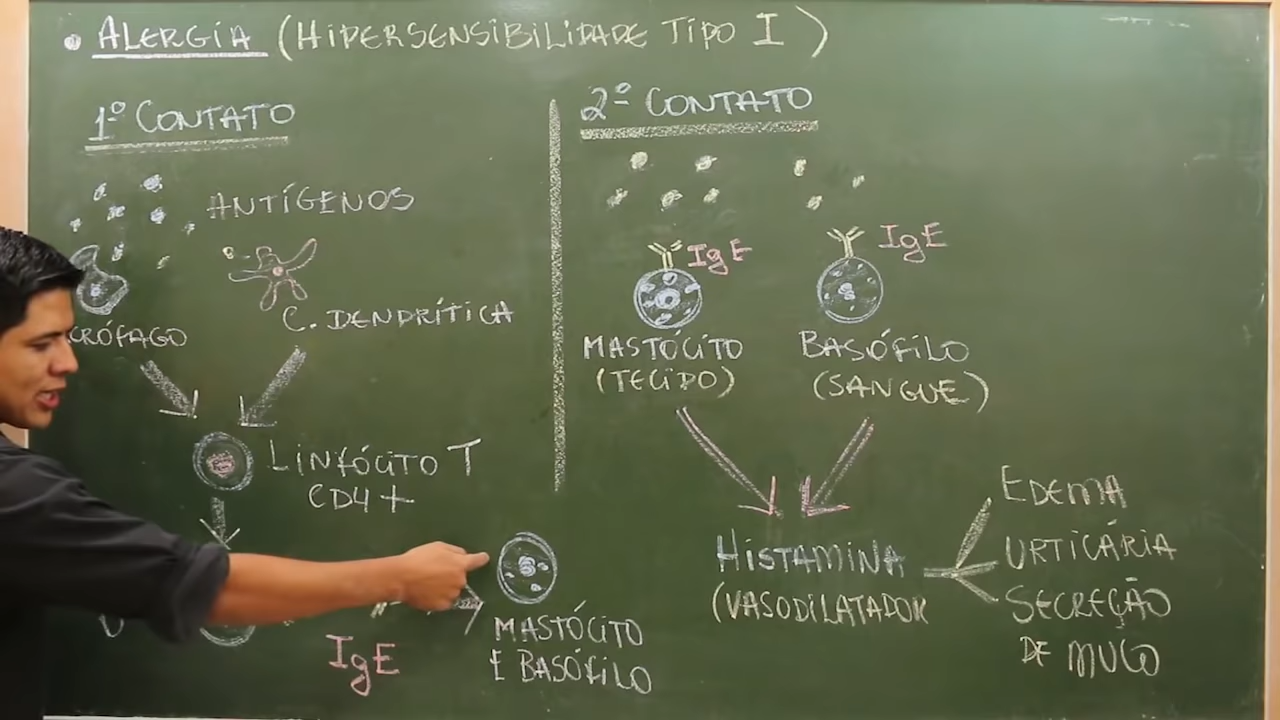 • ALERGIA (HIPERSENSIBILIDADE TIPO I)
1º CONTATO
ANTÍGENOS
CRÓFAGO
C. DENDRÍTICA
LINFÓCITO T
CD4+
IgE
MASTÓCITO
E BASÓFILO
2º CONTATO
IgE
IgE
MASTÓCITO
(TECIDO)
BASÓFILO
(SANGUE)
HISTAMINA
(VASODILATADOR
EDEMA
URTICÁRIA
SECREÇÃO
DE MUCO